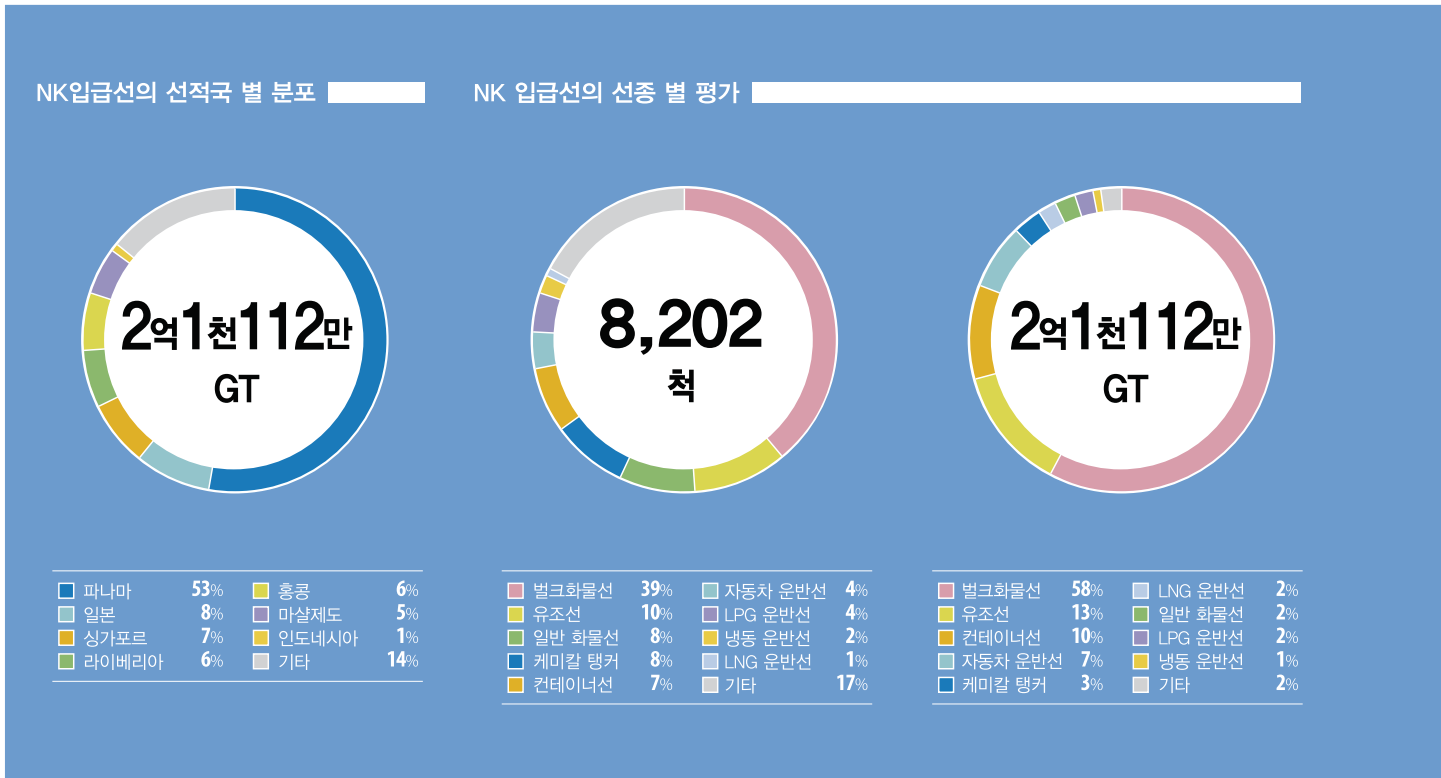 NK입급선의 선적국 별 분포
NK 입급선의 선종 별 평가
2억1천112만
GT
8,202
척
2억1천112만
GT
파나마 53% 홍콩 6%
일본 8% 마샬제도 5%
싱가포르 7% 인도네시아 1%
라이베리아 6% 기타 14%
벌크화물선 39% 자동차 운반선 4%
유조선 10% LPG 운반선 4%
일반 화물선 8% 냉동 운반선 2%
케미칼 탱커 8% LNG 운반선 1%
컨테이너선 7% 기타 17%
벌크화물선 58% LNG 운반선 2%
유조선 13% 일반 화물선 2%
컨테이너선 10% LPG 운반선 2%
자동차 운반선 7% 냉동 운반선 1%
케미칼 탱커 3% 기타 2%